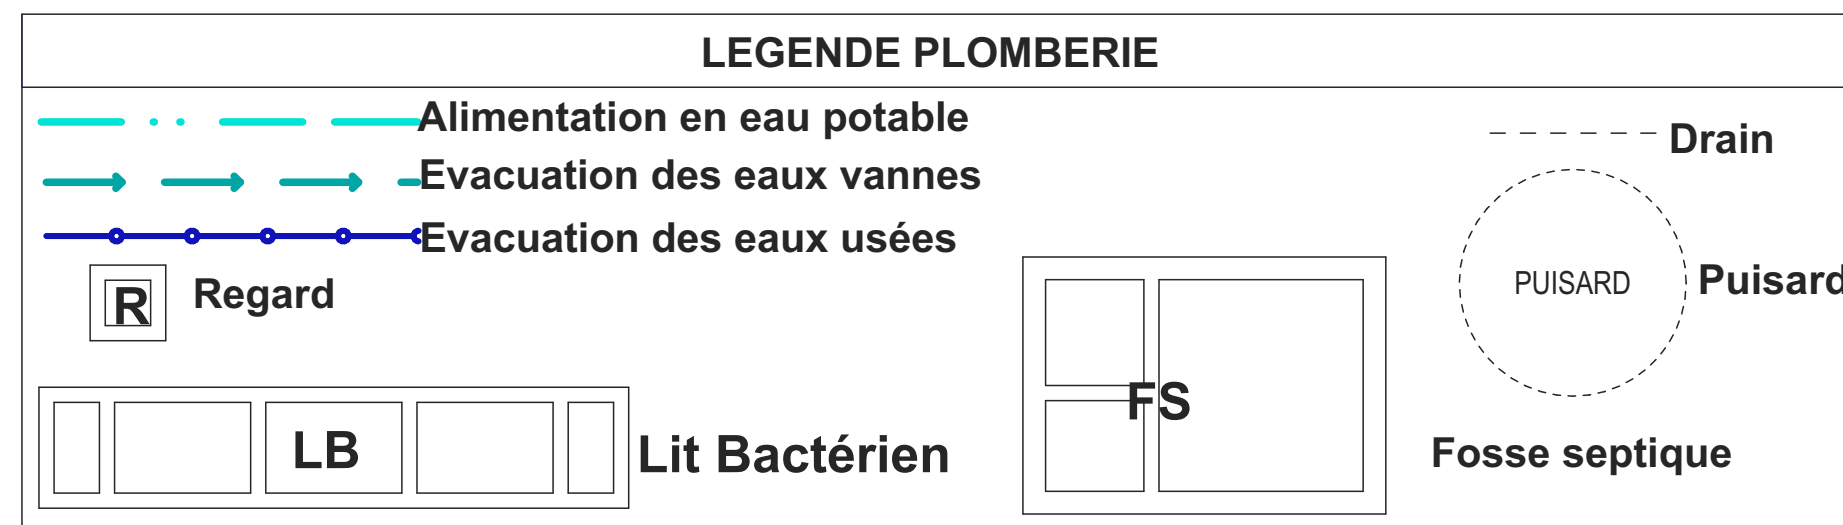 LEGENDE PLOMBERIE
Alimentation en eau potable
Evacuation des eaux vannes
Evacuation des eaux usées
R
Regard
LB
Lit Bactérien
FS
Fosse septique
Drain
PUISARD
Puisard